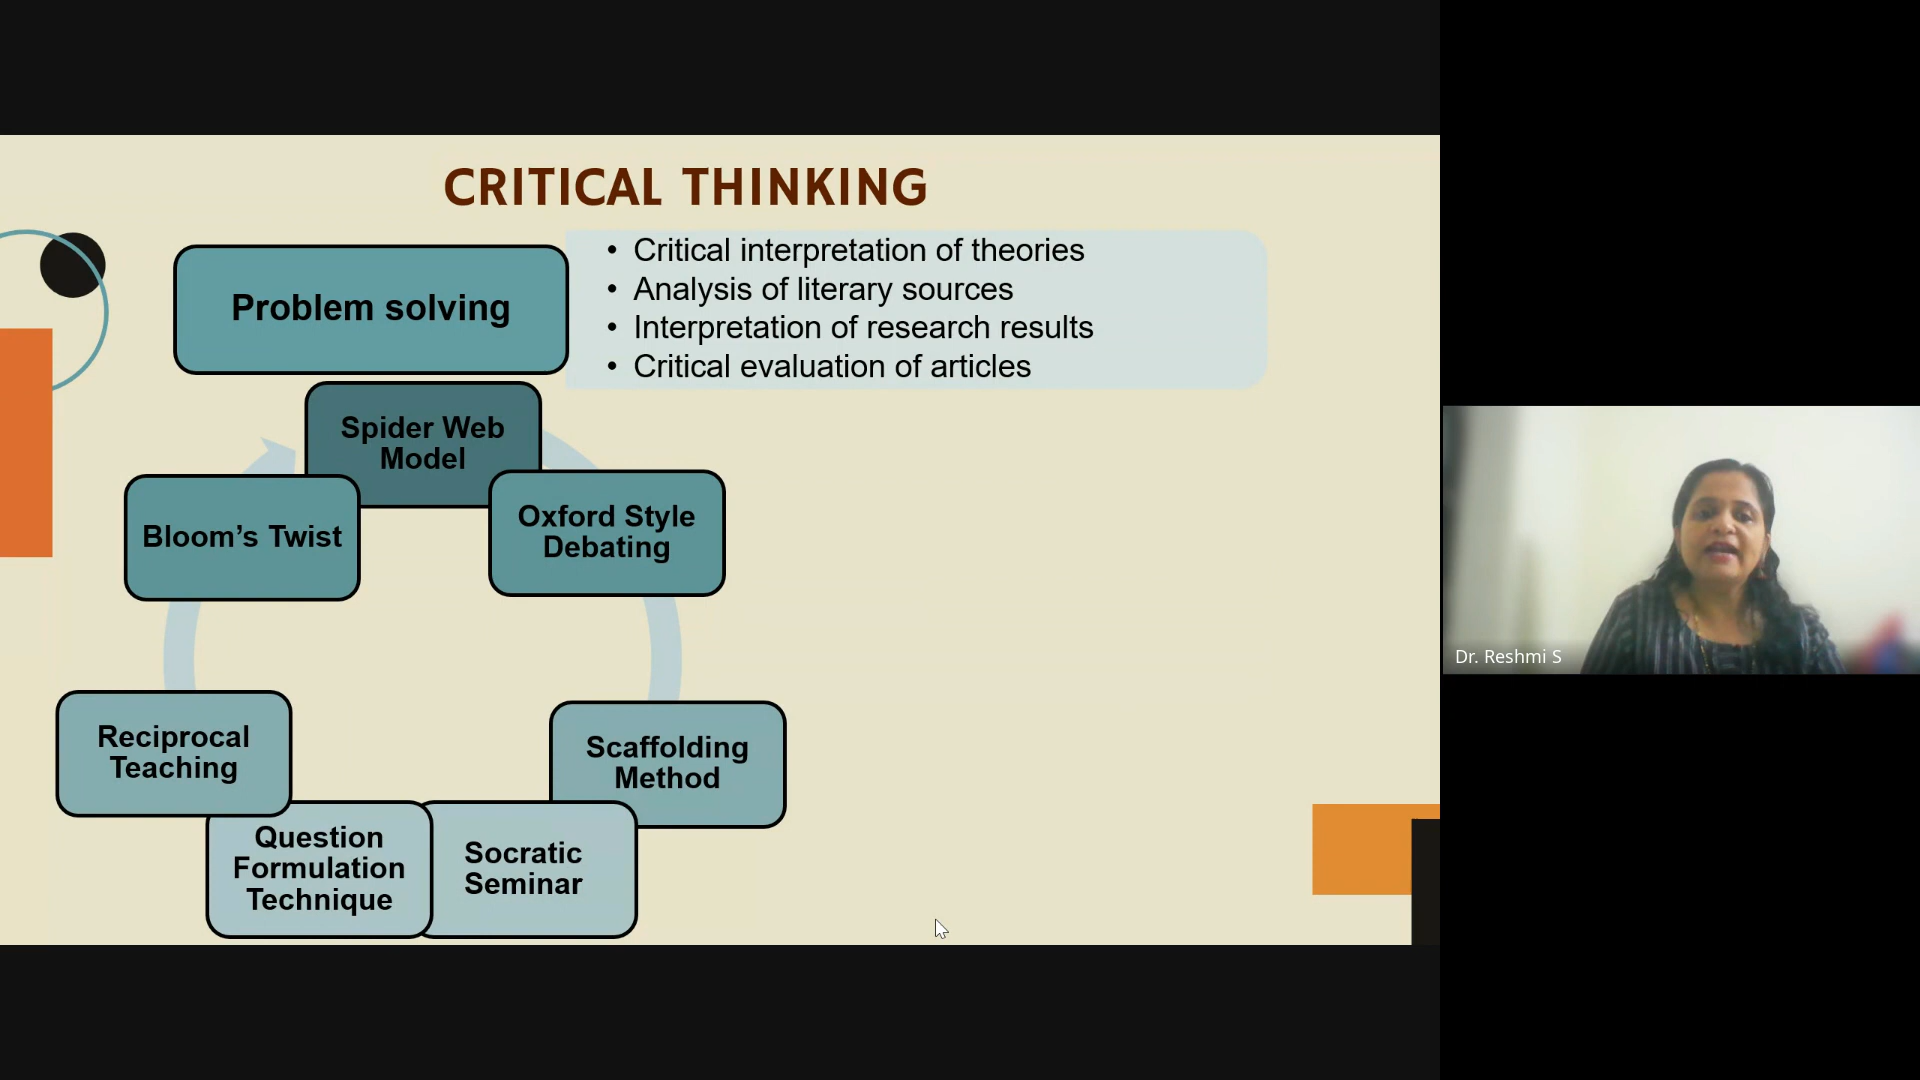 CRITICAL THINKING
Problem solving
• Critical interpretation of theories
• Analysis of literary sources
• Interpretation of research results
• Critical evaluation of articles
Spider Web
Model
Bloom’s Twist
Oxford Style
Debating
Reciprocal
Teaching
Scaffolding
Method
Question
Formulation
Technique
Socratic
Seminar
Dr. Reshmi S